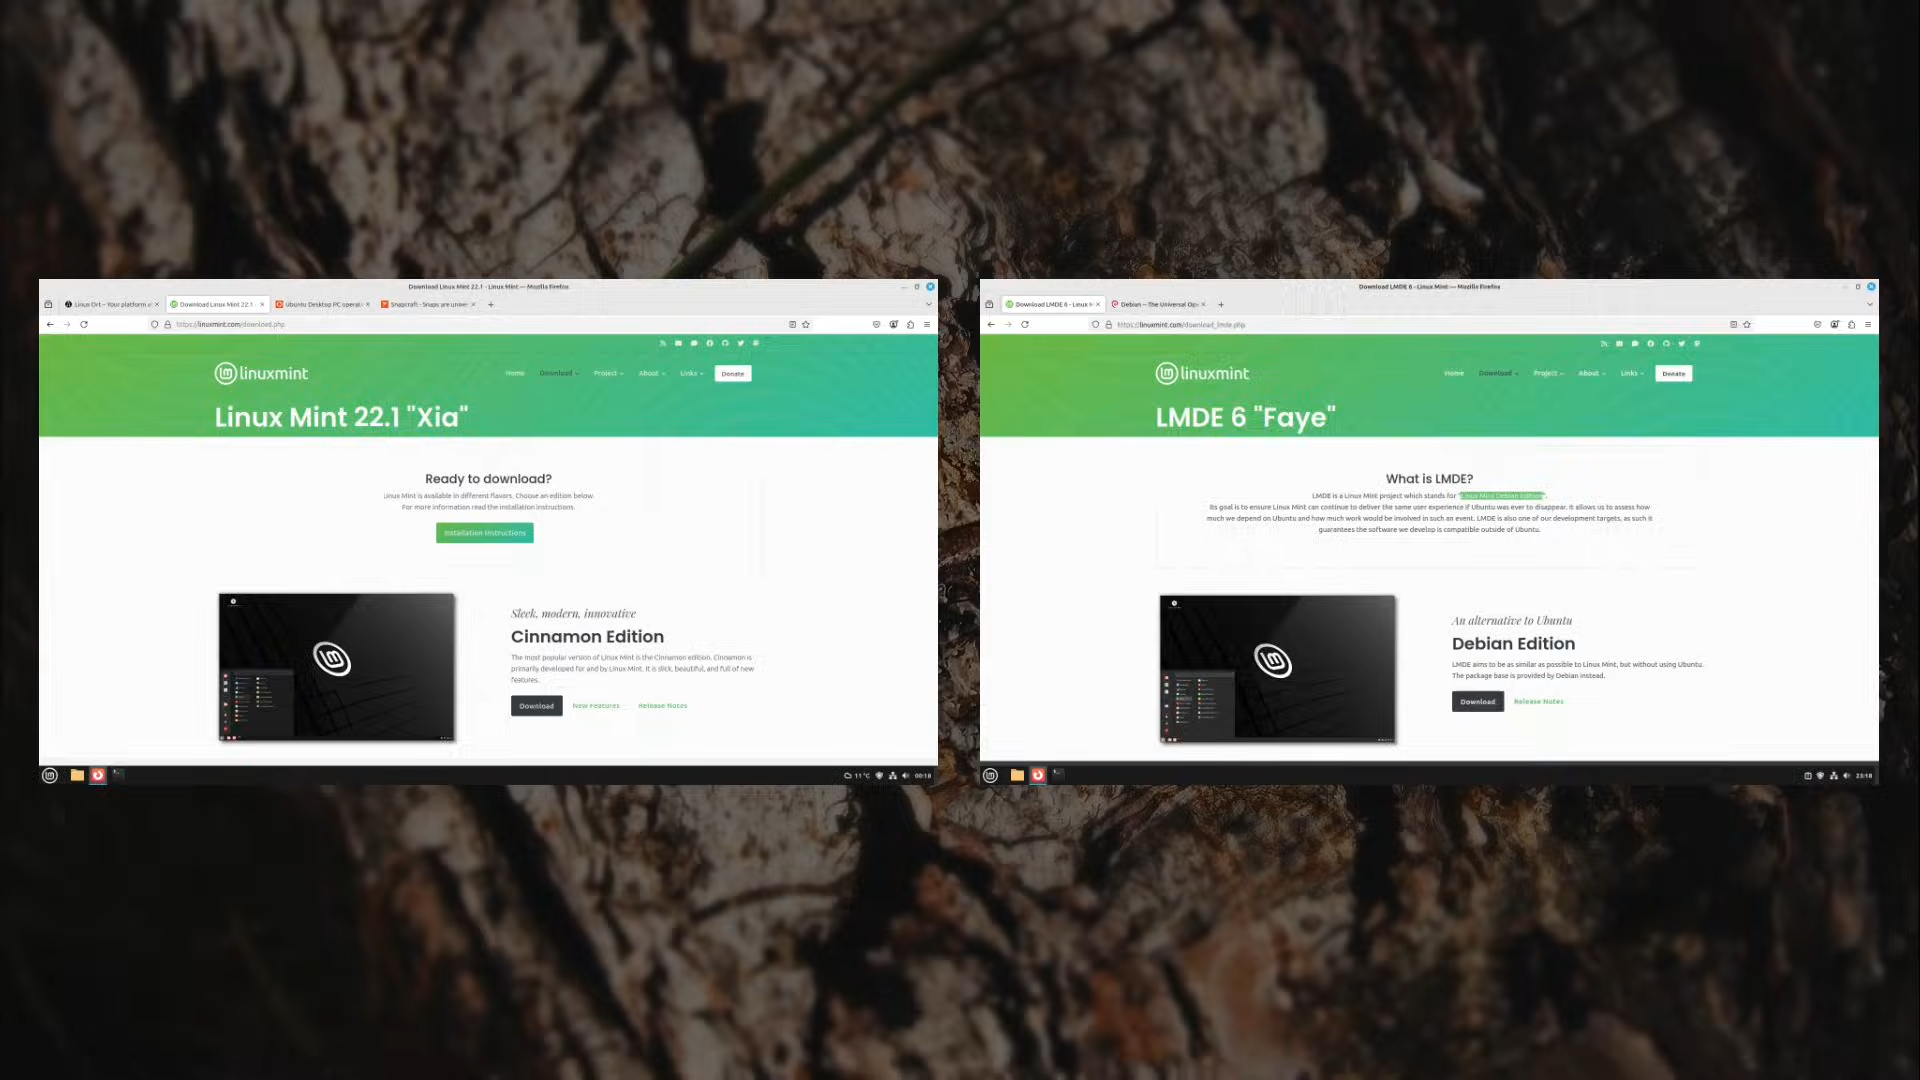 Download Linux Mint 22.1 - Linux Mint — Mozilla Firefox
Linux Ort – Your platform
Download Linux Mint 22.1
Ubuntu Desktop PC operat
Snapcraft - Snaps are univer
https://linuxmint.com/download.php
linuxmint
Home
Download
Project
About
Links
Donate
Linux Mint 22.1 "Xia"
Ready to download?
Linux Mint is available in different flavors. Choose an edition below.
For more information read the installation instructions.
Installation Instructions
Sleek, modern, innovative
Cinnamon Edition
The most popular version of Linux Mint is the Cinnamon edition. Cinnamon is
primarily developed for and by Linux Mint. It is slick, beautiful, and full of new
features.
Download
New Features
Release Notes
11 °C
00:18
Download LMDE 6 - Linux Mint — Mozilla Firefox
Download LMDE 6 - Linux M
Debian -- The Universal Op
https://linuxmint.com/download_lmde.php
linuxmint
Home
Download
Project
About
Links
Donate
LMDE 6 "Faye"
What is LMDE?
LMDE is a Linux Mint project which stands for "Linux Mint Debian Edition".
Its goal is to ensure Linux Mint can continue to deliver the same user experience if Ubuntu was ever to disappear. It allows us to assess how
much we depend on Ubuntu and how much work would be involved in such an event. LMDE is also one of our development targets, as such it
guarantees the software we develop is compatible outside of Ubuntu.
An alternative to Ubuntu
Debian Edition
LMDE aims to be as similar as possible to Linux Mint, but without using Ubuntu.
The package base is provided by Debian instead.
Download
Release Notes
23:18